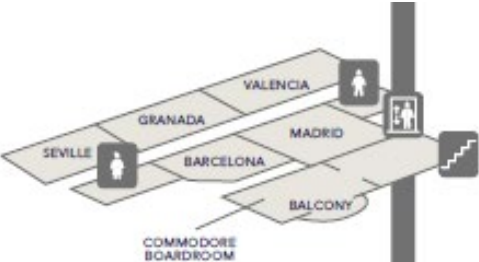 VALENCIA
GRANADA
MADRID
SEVILLE
BARCELONA
BALCONY
COMMODORE
BOARDROOM